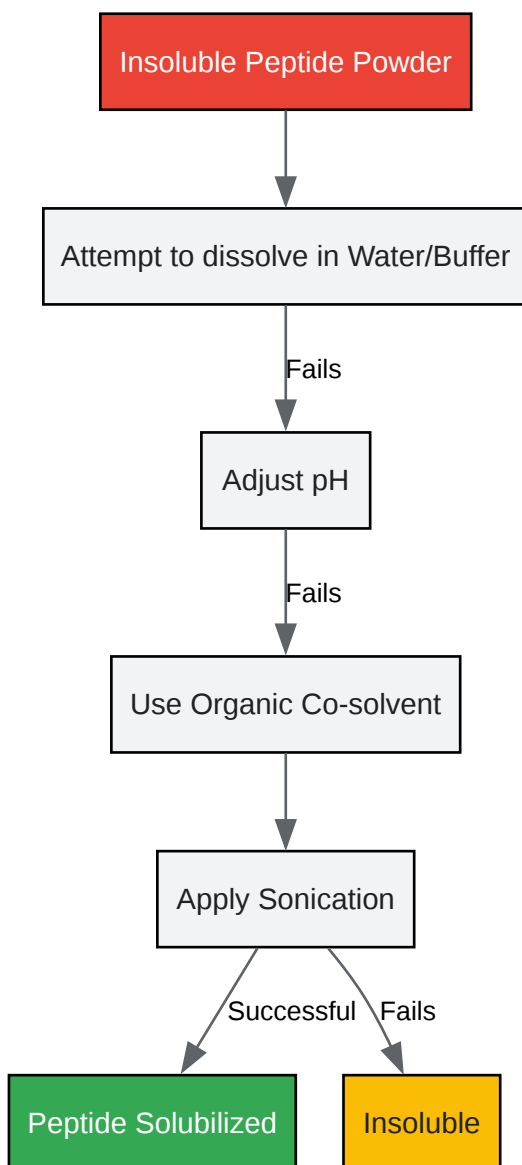 Insoluble Peptide Powder
Attempt to dissolve in Water/Buffer
Fails
Adjust pH
Fails
Use Organic Co-solvent
Apply Sonication
Successful
Fails
Peptide Solubilized
Insoluble